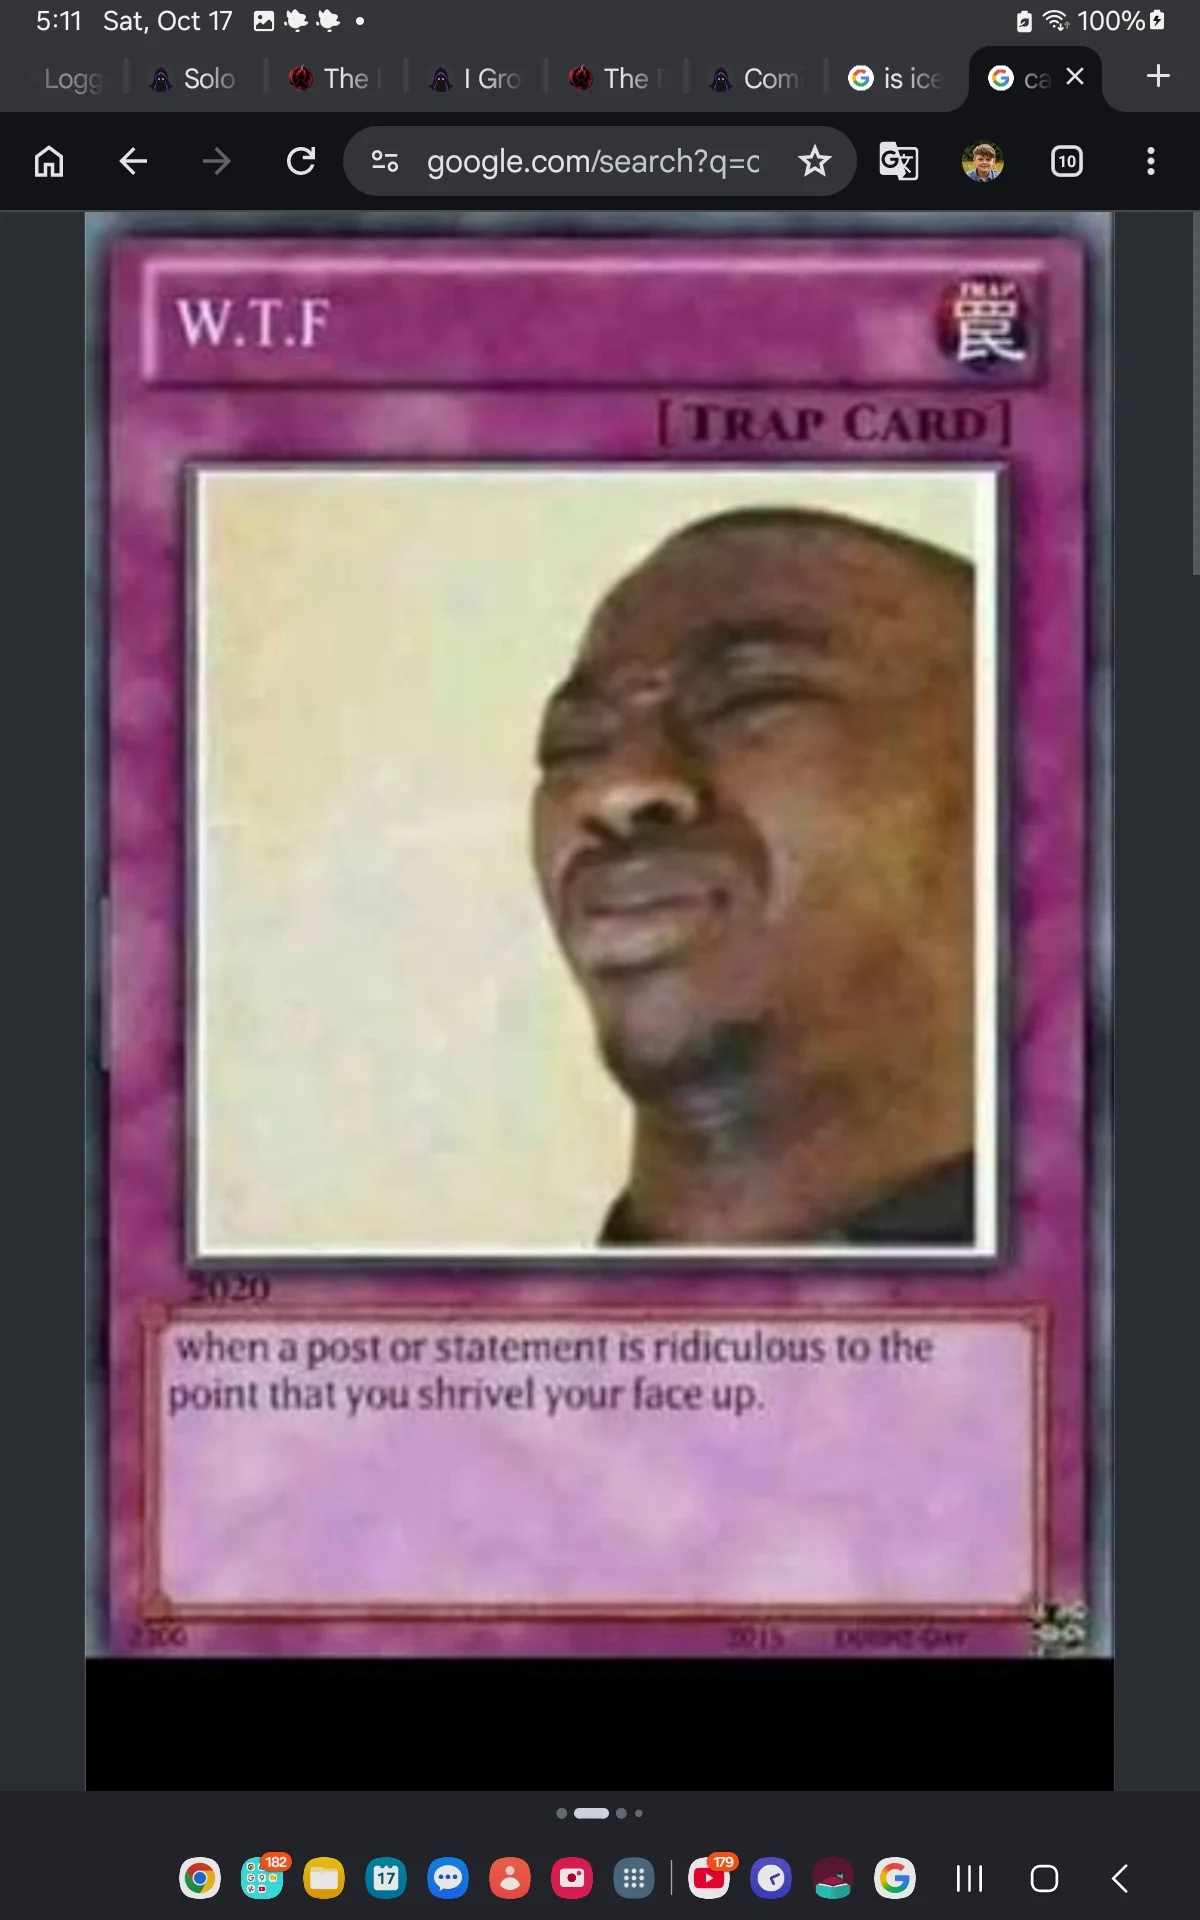 5:11 Sat, Oct 17
100%
Logg
Solo
The
I Gro
The
Com
is ice
ca
google.com/search?q=c
10
W.T.F
TRAP
罠
[TRAP CARD]
2020
when a post or statement is ridiculous to the
point that you shrivel your face up.
2015
182
17
179